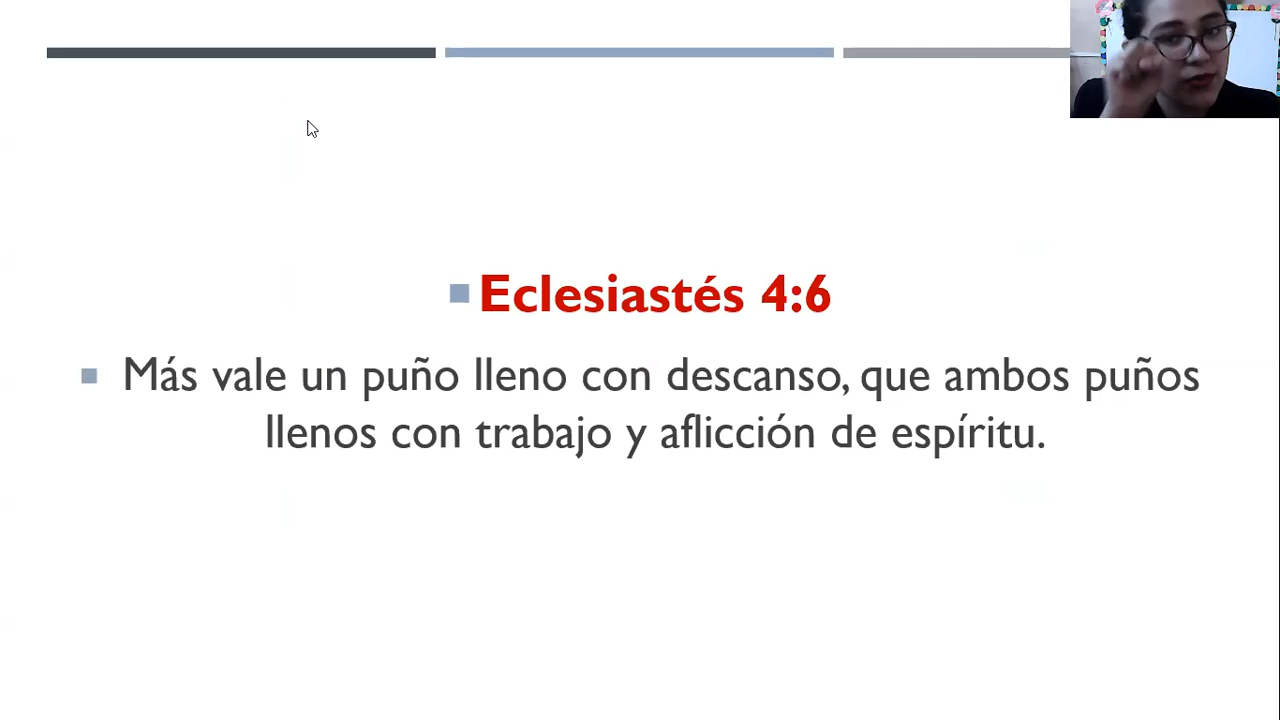 Eclesiastés 4:6
Más vale un puño lleno con descanso, que ambos puños
llenos con trabajo y aflicción de espíritu.